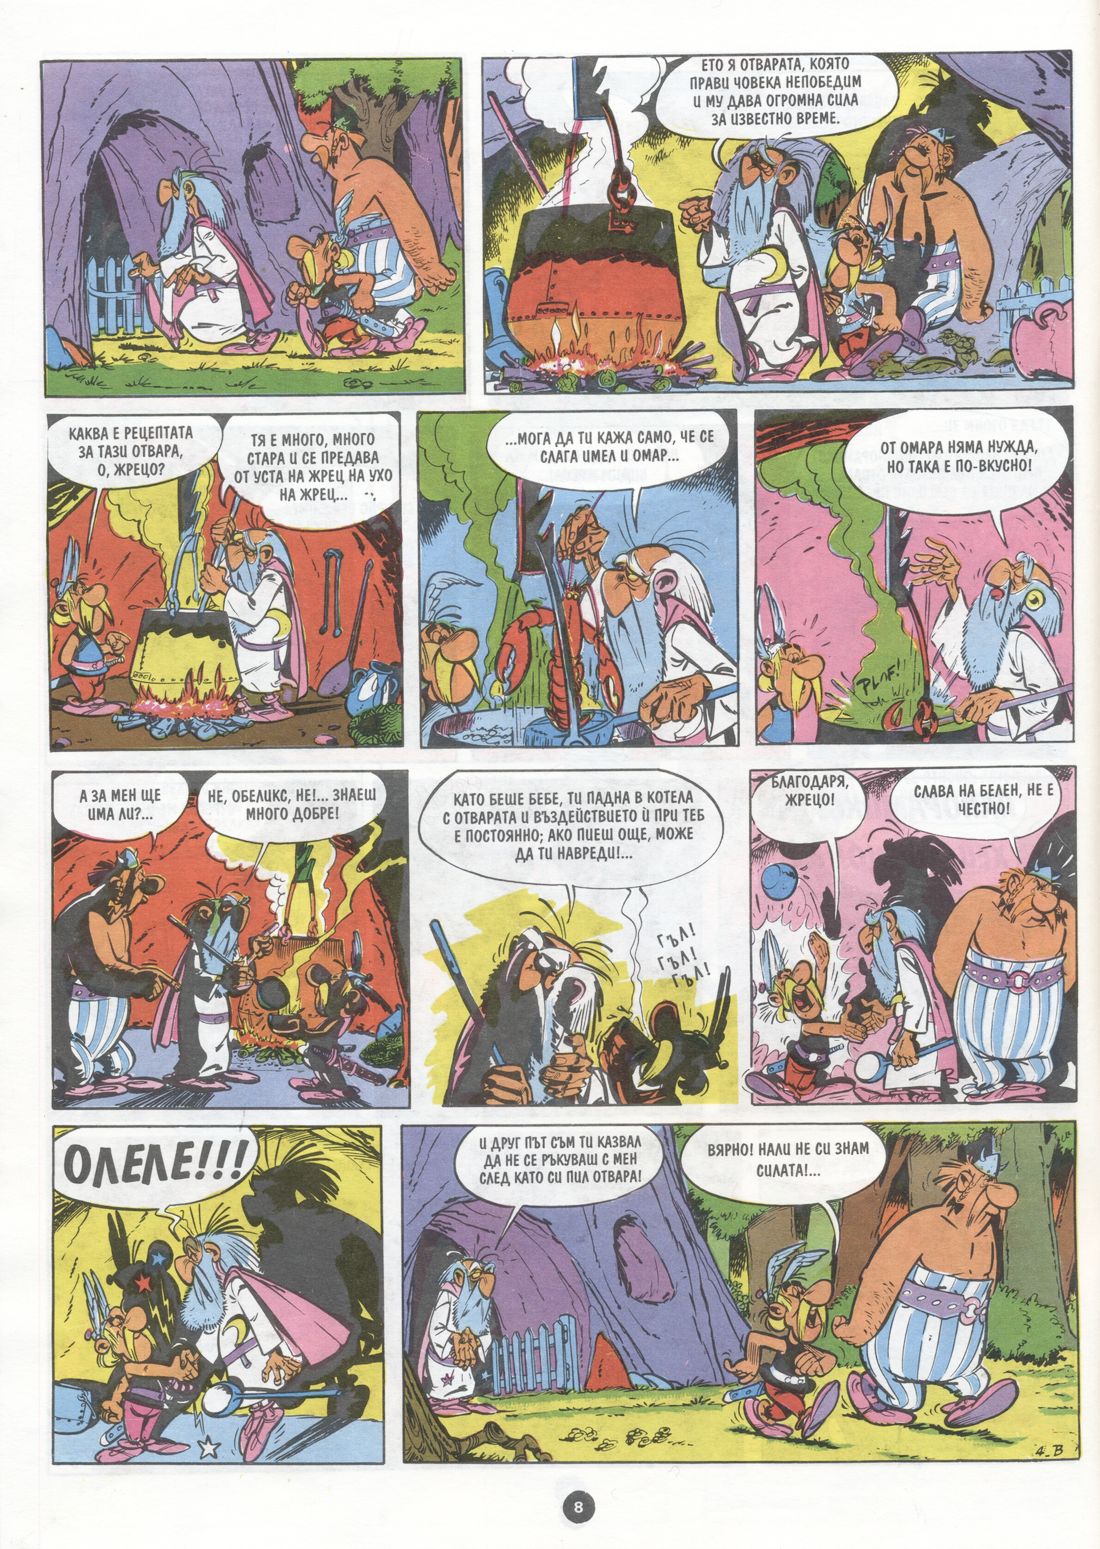 ЕТО Я ОТВАРАТА, КОЯТО
ПРАВИ ЧОВЕКА НЕПОБЕДИМ
И МУ ДАВА ОГРОМНА СИЛА
ЗА ИЗВЕСТНО ВРЕМЕ.
КАКВА Е РЕЦЕПТАТА
ЗА ТАЗИ ОТВАРА,
О, ЖРЕЦО?
ТЯ Е МНОГО, МНОГО
СТАРА И СЕ ПРЕДАВА
ОТ УСТА НА ЖРЕЦ НА УХО
НА ЖРЕЦ...
...МОГА ДА ТИ КАЖА САМО, ЧЕ СЕ
СЛАГА ИМЕЛ И ОМАР...
ОТ ОМАРА НЯМА НУЖДА,
НО ТАКА Е ПО-ВКУСНО!
PLAF!
А ЗА МЕН ЩЕ
ИМА ЛИ?...
НЕ, ОБЕЛИКС, НЕ!... ЗНАЕШ
МНОГО ДОБРЕ!
КАТО БЕШЕ БЕБЕ, ТИ ПАДНА В КОТЕЛА
С ОТВАРАТА И ВЪЗДЕЙСТВИЕТО Ѝ ПРИ ТЕБ
Е ПОСТОЯННО; АКО ПИЕШ ОЩЕ, МОЖЕ
ДА ТИ НАВРЕДИ!...
ГЪЛ!
ГЪЛ!
ГЪЛ!
БЛАГОДАРЯ,
ЖРЕЦО!
СЛАВА НА БЕЛЕН, НЕ Е
ЧЕСТНО!
ОЛЕЛЕ!!!
И ДРУГ ПЪТ СЪМ ТИ КАЗВАЛ
ДА НЕ СЕ РЪКУВАШ С МЕН
СЛЕД КАТО СИ ПИЛ ОТВАРА!
ВЯРНО! НАЛИ НЕ СИ ЗНАМ
СИЛАТА!...
4_B
8